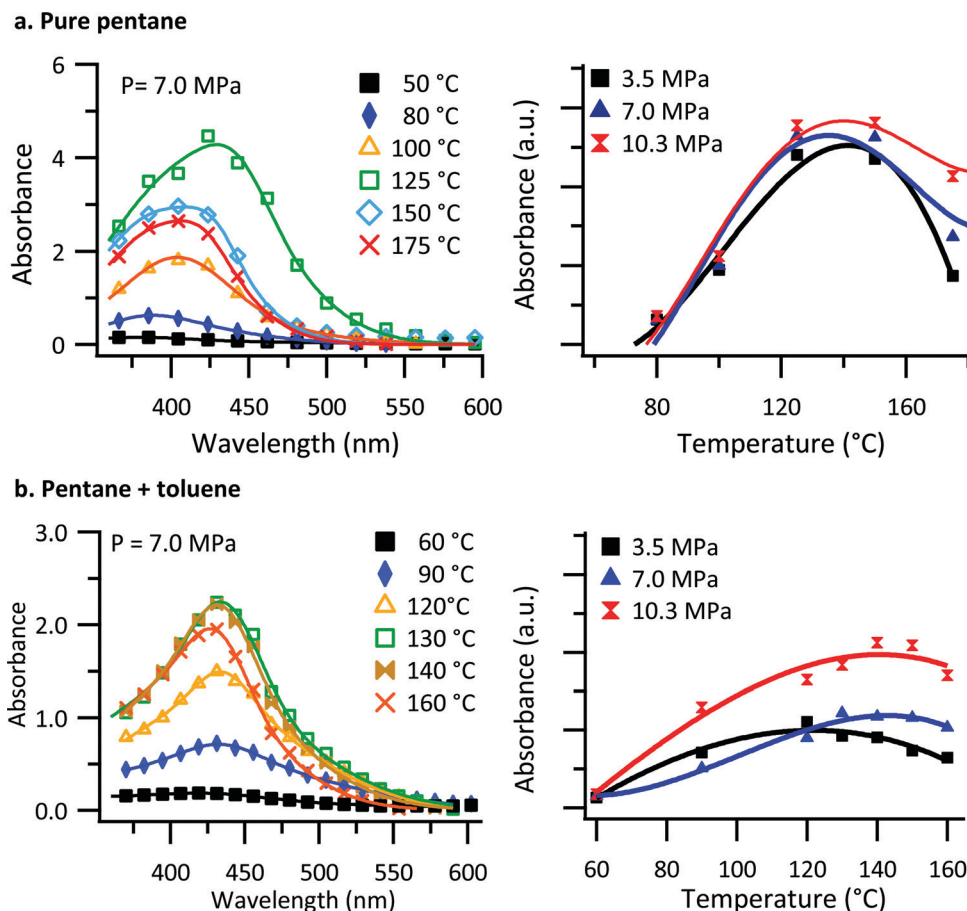 a. Pure pentane
P= 7.0 MPa
50 °C
80 °C
100 °C
125 °C
150 °C
175 °C
6
4
2
0
Absorbance
400
450
500
550
600
Wavelength (nm)
3.5 MPa
7.0 MPa
10.3 MPa
Absorbance (a.u.)
80
120
160
Temperature (°C)
b. Pentane + toluene
P = 7.0 MPa
60 °C
90 °C
120°C
130 °C
140 °C
160 °C
3.0
2.0
1.0
0.0
Absorbance
400
450
500
550
600
Wavelength (nm)
3.5 MPa
7.0 MPa
10.3 MPa
Absorbance (a.u.)
60
80
100
120
140
160
Temperature (°C)